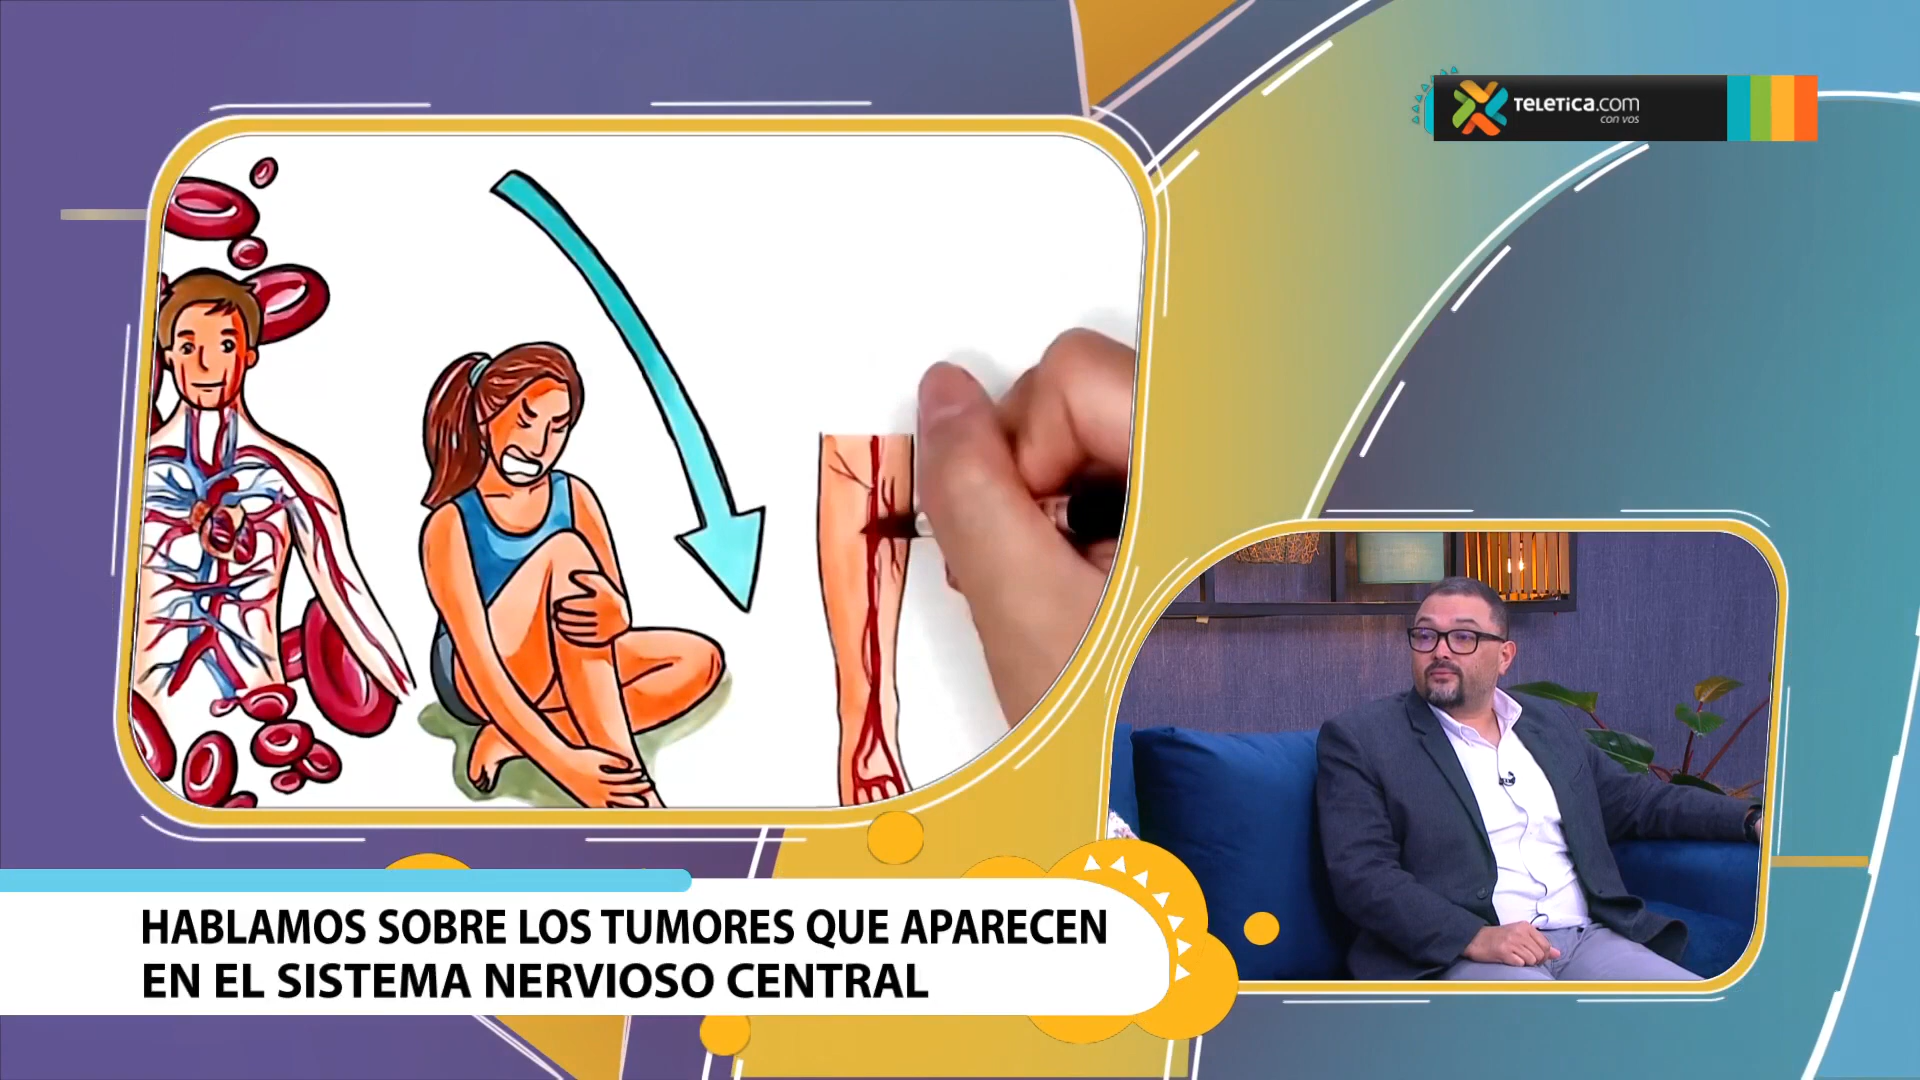 TELETICA.com
con vos
HABLAMOS SOBRE LOS TUMORES QUE APARECEN
EN EL SISTEMA NERVIOSO CENTRAL